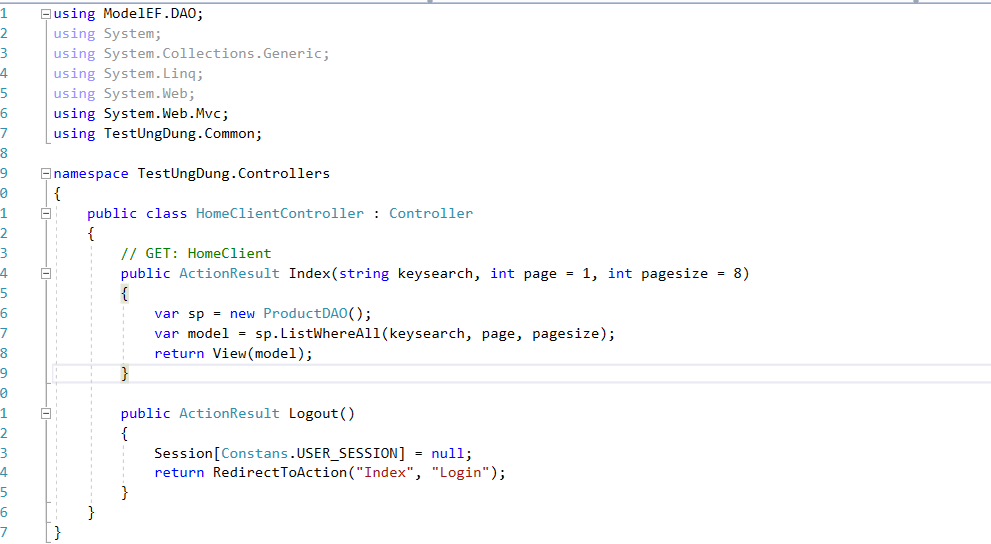 1 using ModelEF.DAO;
2 using System;
3 using System.Collections.Generic;
4 using System.Linq;
5 using System.Web;
6 using System.Web.Mvc;
7 using TestUngDung.Common;
8
9 namespace TestUngDung.Controllers
0 {
1 public class HomeClientController : Controller
2 {
3 // GET: HomeClient
4 public ActionResult Index(string keysearch, int page = 1, int pagesize = 8)
5 {
6 var sp = new ProductDAO();
7 var model = sp.ListWhereAll(keysearch, page, pagesize);
8 return View(model);
9 }
0
1 public ActionResult Logout()
2 {
3 Session[Constans.USER_SESSION] = null;
4 return RedirectToAction("Index", "Login");
5 }
6 }
7 }